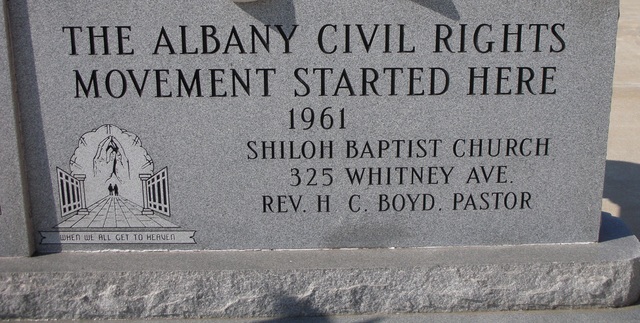 THE ALBANY CIVIL RIGHTS
MOVEMENT STARTED HERE
1961
SHILOH BAPTIST CHURCH
325 WHITNEY AVE.
REV. H C. BOYD. PASTOR
WHEN WE ALL GET TO HEAVEN